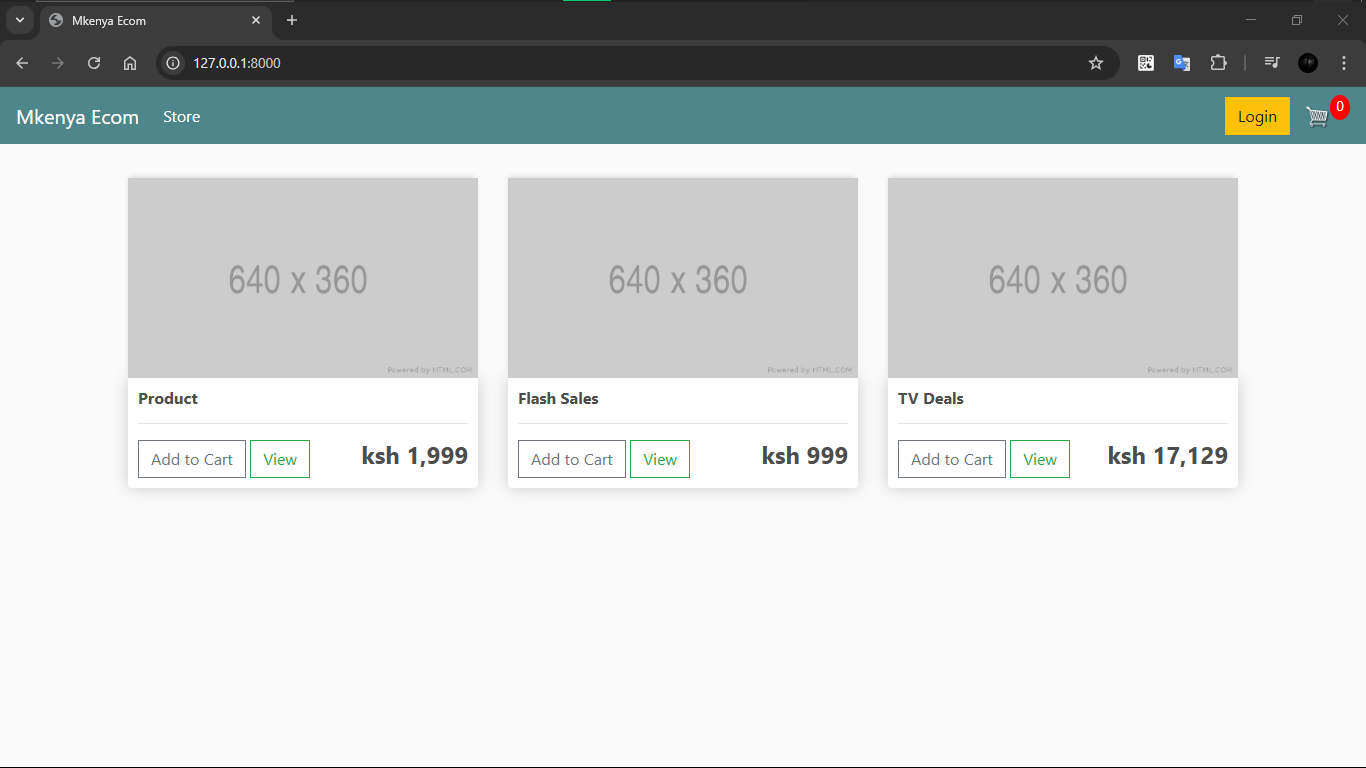 Mkenya Ecom
127.0.0.1:8000
Mkenya Ecom Store Login 0
640 x 360 640 x 360 640 x 360
Powered by HTML.COM Powered by HTML.COM Powered by HTML.COM
Product Flash Sales TV Deals
Add to Cart View ksh 1,999 Add to Cart View ksh 999 Add to Cart View ksh 17,129